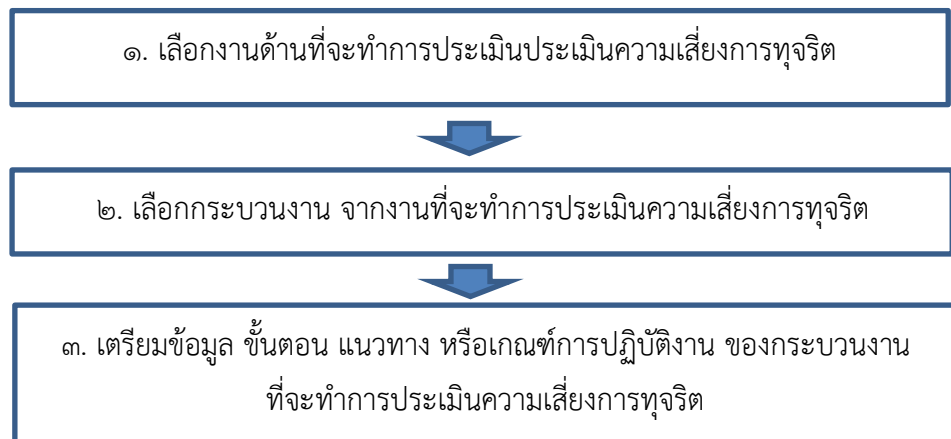 ๑. เลือกงานด้านที่จะทำการประเมินประเมินความเสี่ยงการทุจริต
๒. เลือกกระบวนงาน จากงานที่จะทำการประเมินความเสี่ยงการทุจริต
๓. เตรียมข้อมูล ขั้นตอน แนวทาง หรือเกณฑ์การปฏิบัติงาน ของกระบวนงาน
ที่จะทำการประเมินความเสี่ยงการทุจริต